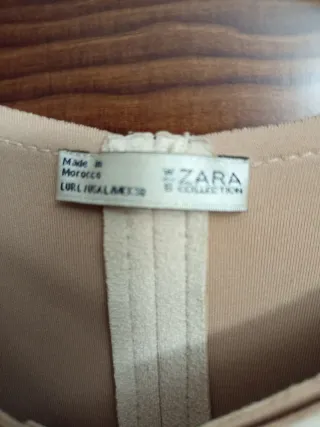 Made in
Morocco
EUR L / USA L / MEX 30
W&B ZARA
COLLECTION